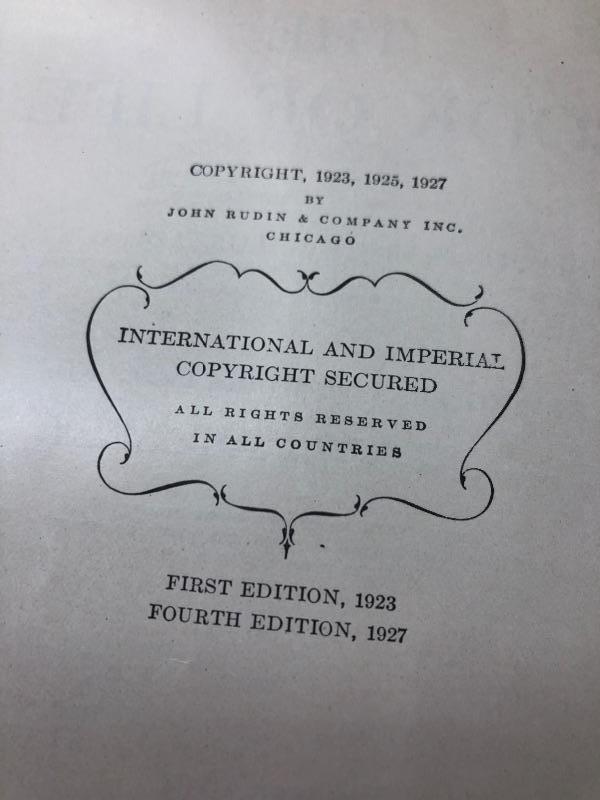 COPYRIGHT, 1923, 1925, 1927
BY
JOHN RUDIN & COMPANY INC.
CHICAGO
INTERNATIONAL AND IMPERIAL
COPYRIGHT SECURED
ALL RIGHTS RESERVED
IN ALL COUNTRIES
FIRST EDITION, 1923
FOURTH EDITION, 1927